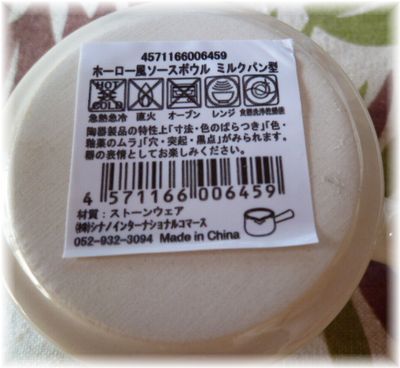 4571166006459
ホーロー風ソースボウル ミルクパン型
HOT COLD
急熱急冷 直火 オーブン レンジ 食器洗浄乾燥機
陶器製品の特性上「寸法・色のばらつき」「色・
釉薬のムラ」「穴・突起・黒点」がみられます。
器の表情としてお楽しみください。
4 571166 006459
材質：ストーンウェア
㈱シナノインターナショナルコマース
052-932-3094 Made in China